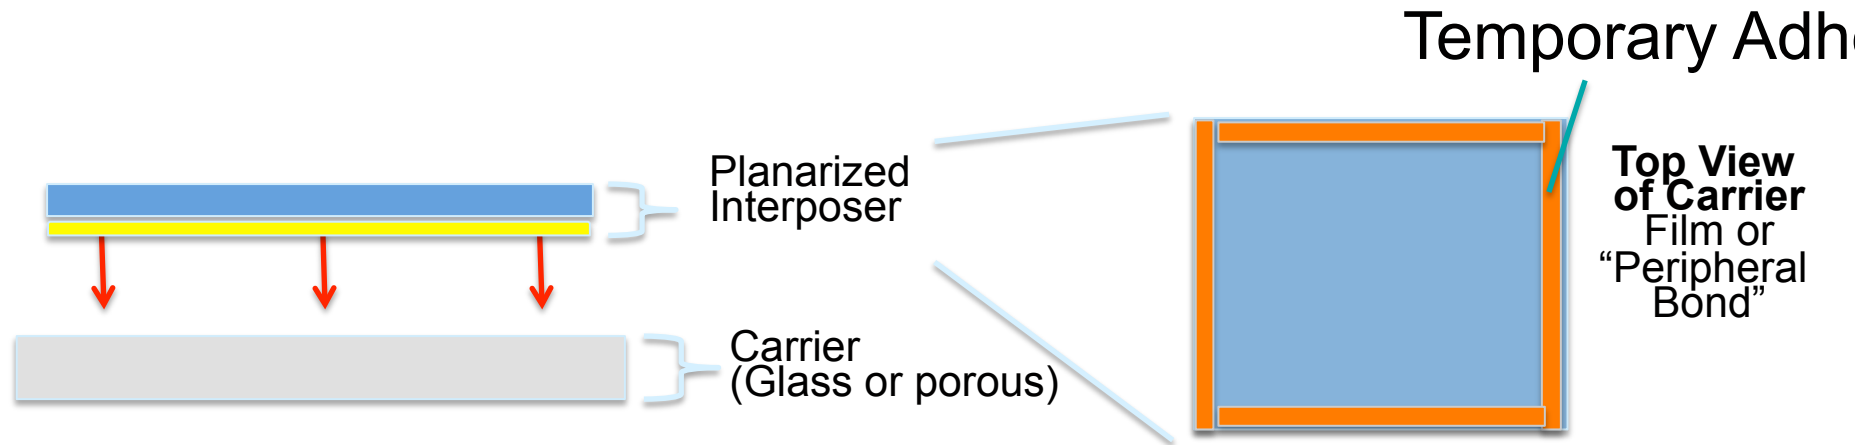 Temporary Adh
Planarized
Interposer
Carrier
(Glass or porous)
Top View
of Carrier
Film or
“Peripheral
Bond”